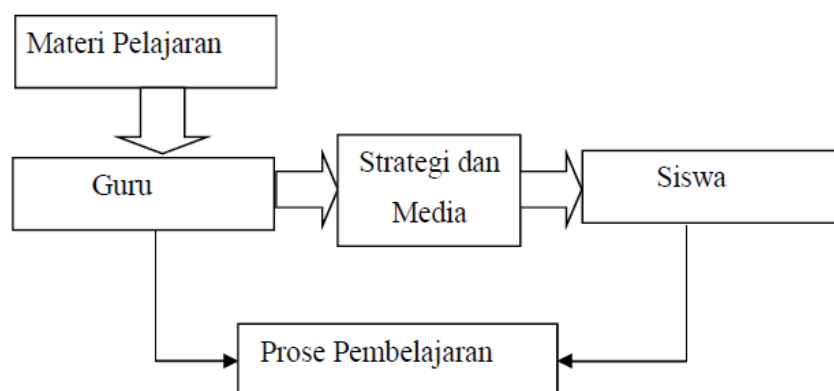 Materi Pelajaran
Guru
Strategi dan
Media
Siswa
Prose Pembelajaran